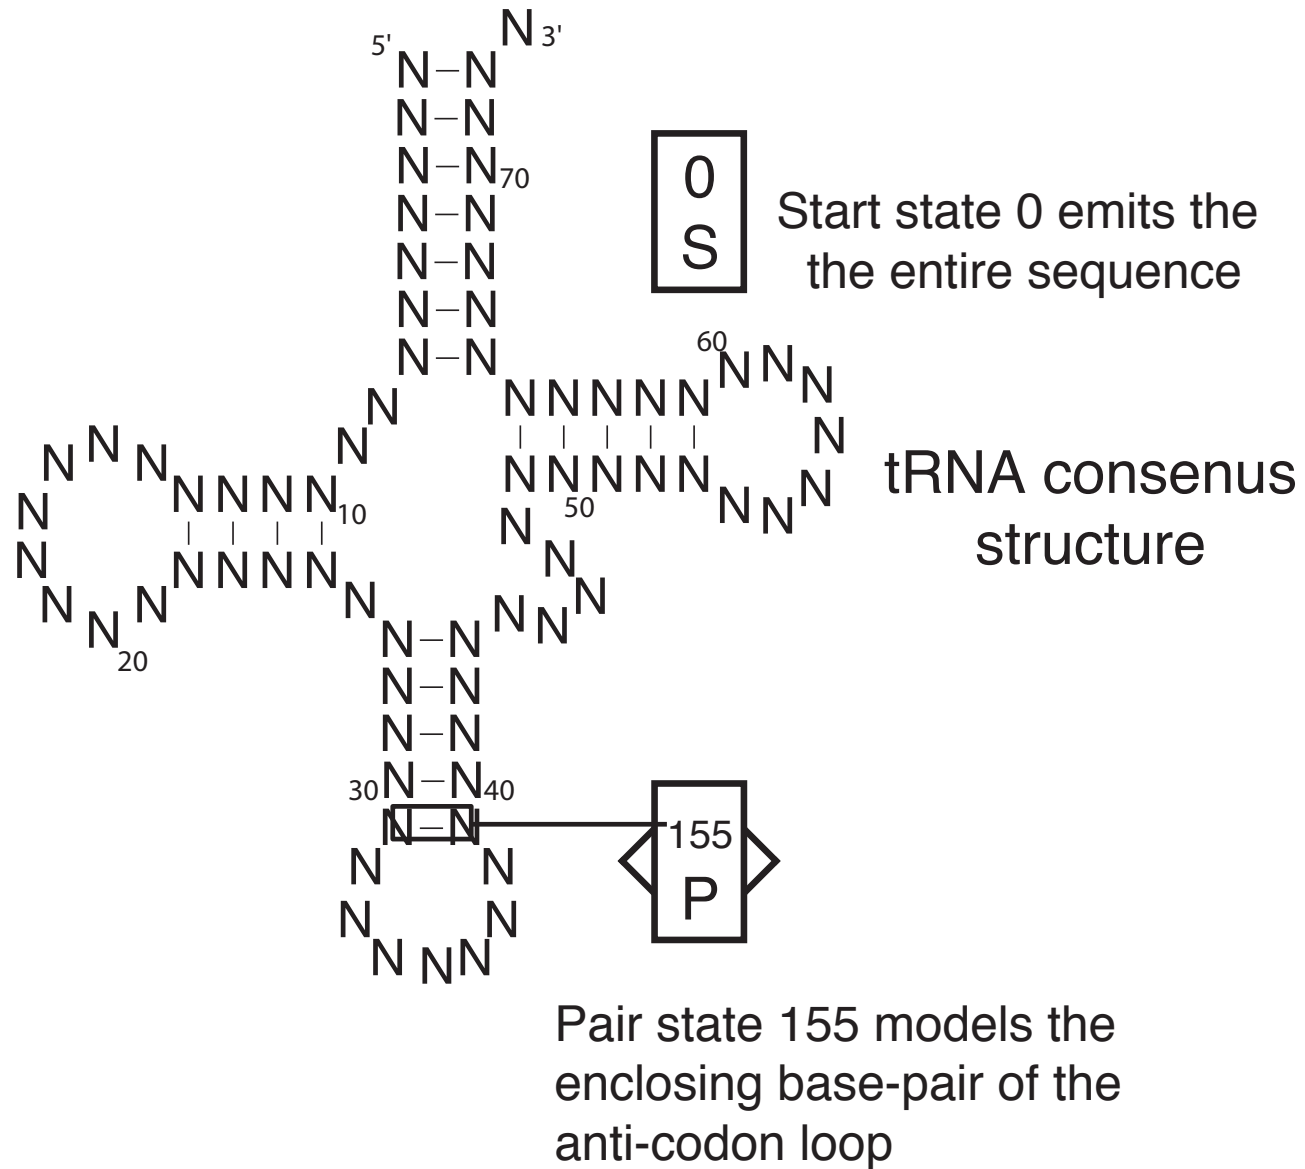 N 3'
5' N–N
N–N
N–N 70
N–N
N–N
N–N
N–N
0
S
Start state 0 emits the
the entire sequence
N
N
N N N N N
60 N N N
N
N N N N N
50
N N N
N N N
N N N N 10
N
N
N N N N
N N N
20
N
tRNA consenus
structure
N
N
N
N N
N–N
N–N
N–N
30 N–N 40
N–N
155
P
N N
N N
N N N
Pair state 155 models the
enclosing base-pair of the
anti-codon loop